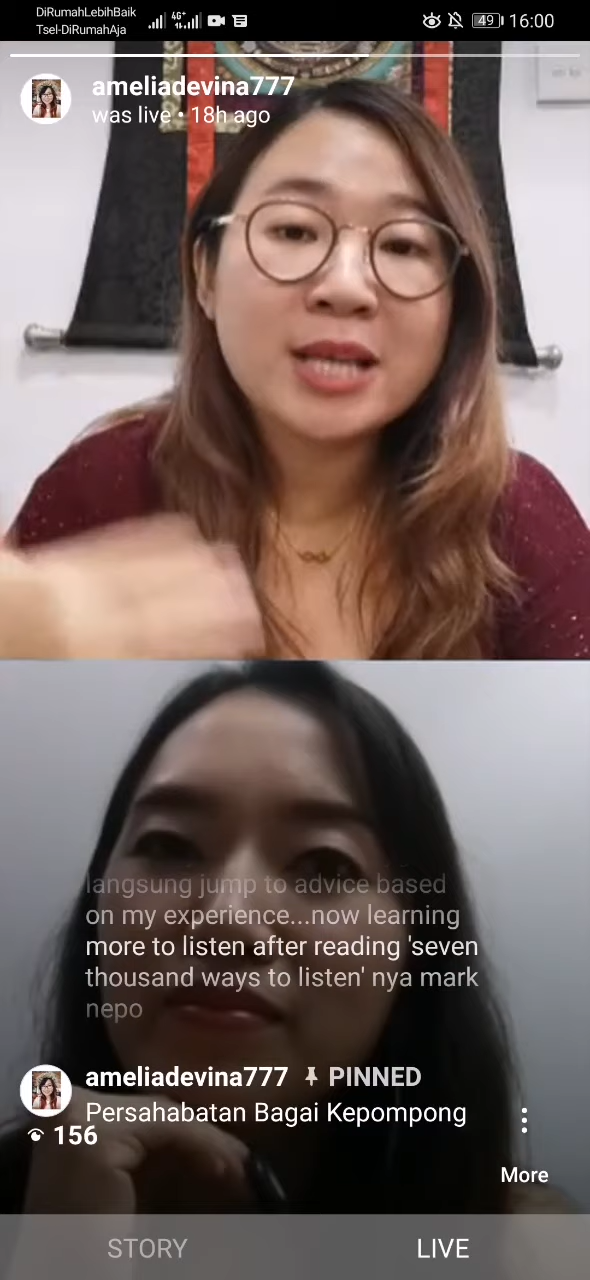 DiRumahLebihBaik
Tsel-DiRumahAja
4G+
49
16:00
ameliadevina777
was live • 18h ago
langsung jump to advice based
on my experience...now learning
more to listen after reading 'seven
thousand ways to listen' nya mark
nepo
ameliadevina777 PINNED
Persahabatan Bagai Kepompong
156
More
STORY
LIVE